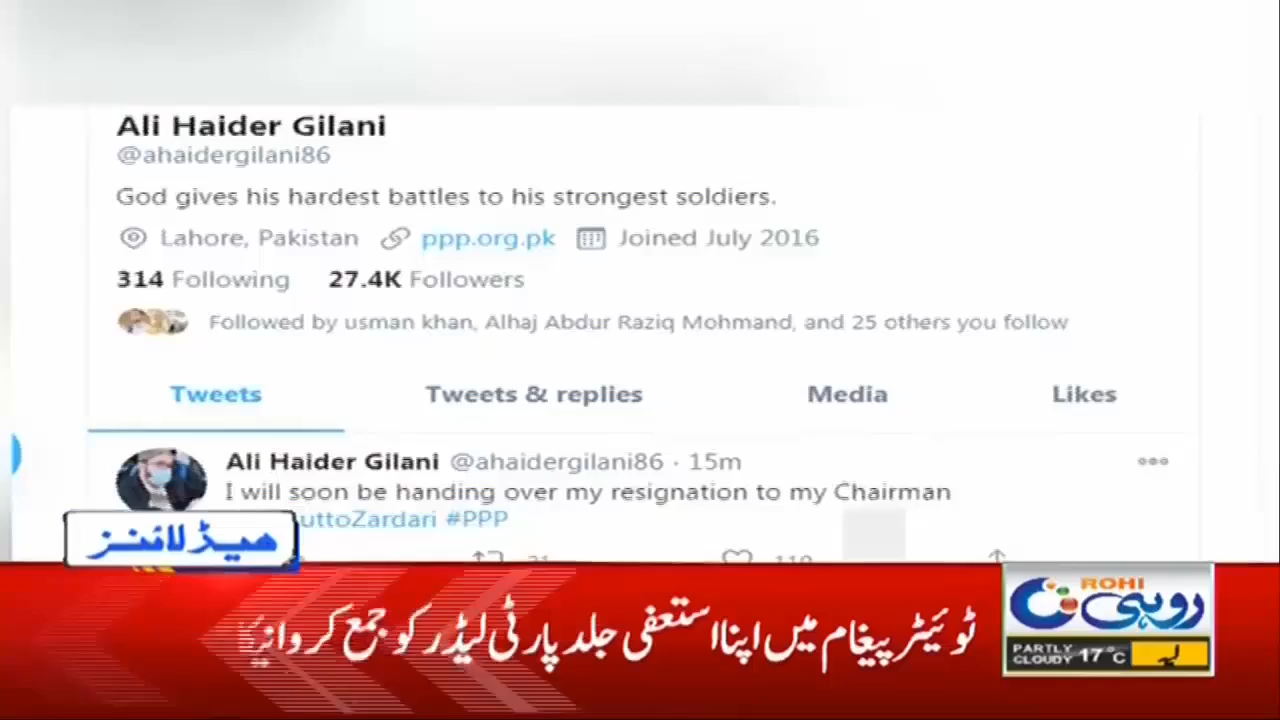 Ali Haider Gilani
@ahaidergilani86
God gives his hardest battles to his strongest soldiers.
Lahore, Pakistan ppp.org.pk Joined July 2016
314 Following 27.4K Followers
Followed by usman khan, Alhaj Abdur Raziq Mohmand, and 25 others you follow
Tweets Tweets & replies Media Likes
Ali Haider Gilani @ahaidergilani86 · 15m
I will soon be handing over my resignation to my Chairman
uttoZardari #PPP
ہیڈلائنز
ٹوئیٹر پیغام میں اپنا استعفی جلد پارٹی لیڈر کو جمع کروانیکا
ROHI
روہی
PARTLY CLOUDY 17°C لیہ